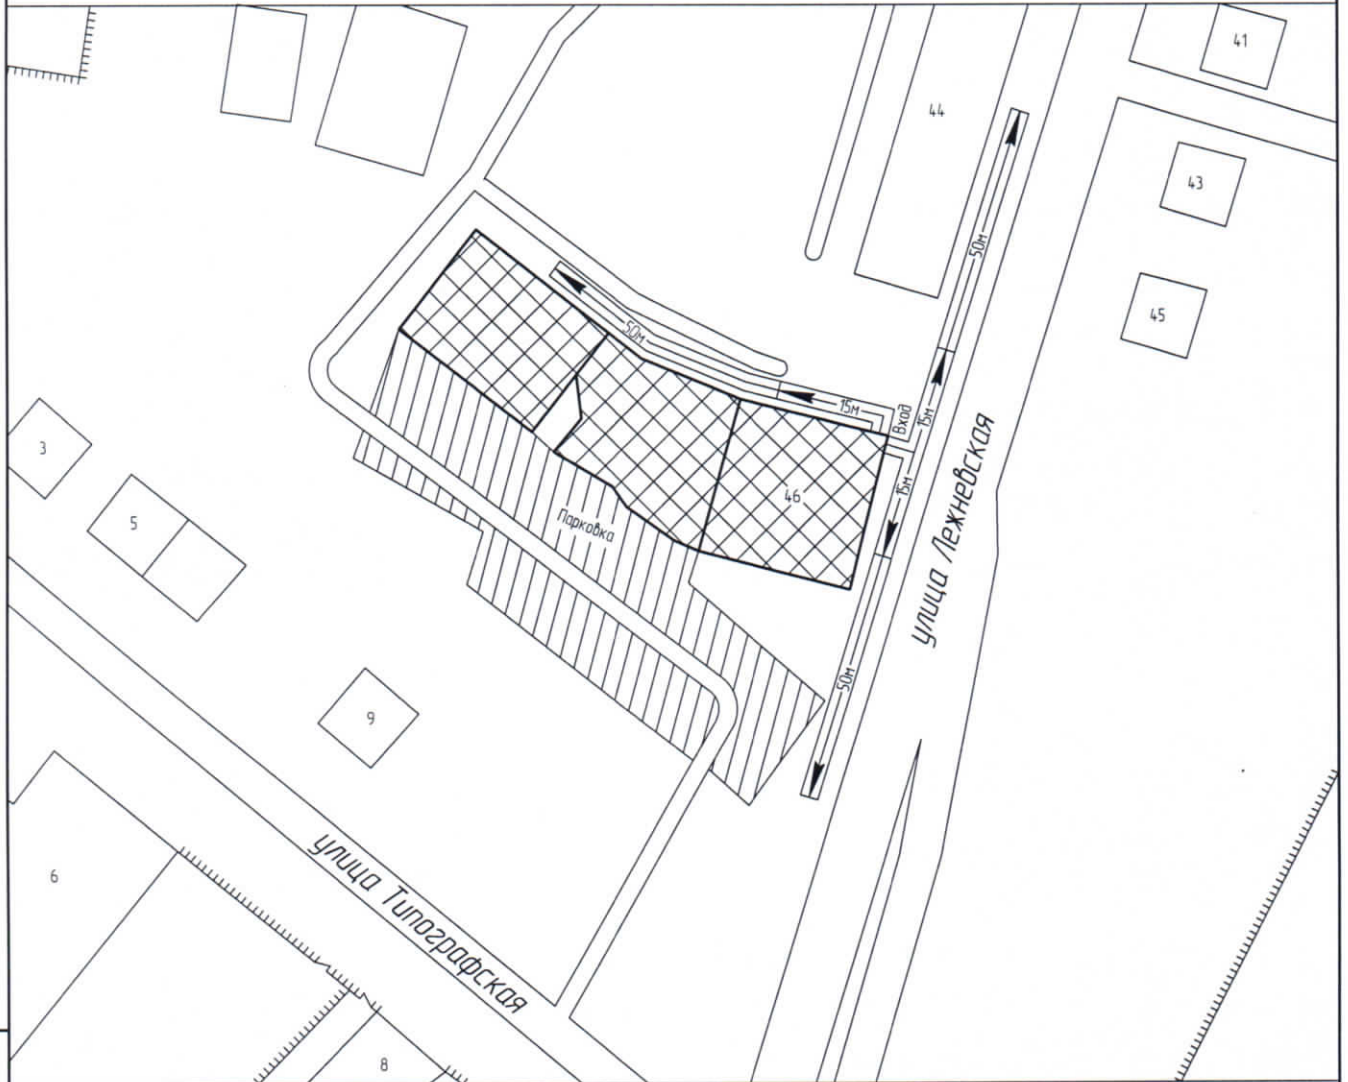 41
44
43
50м
45
50м
15м
Вход
15м
3
46
15м
5
Парковка
улица Лежневская
50м
9
улица Типографская
6
8